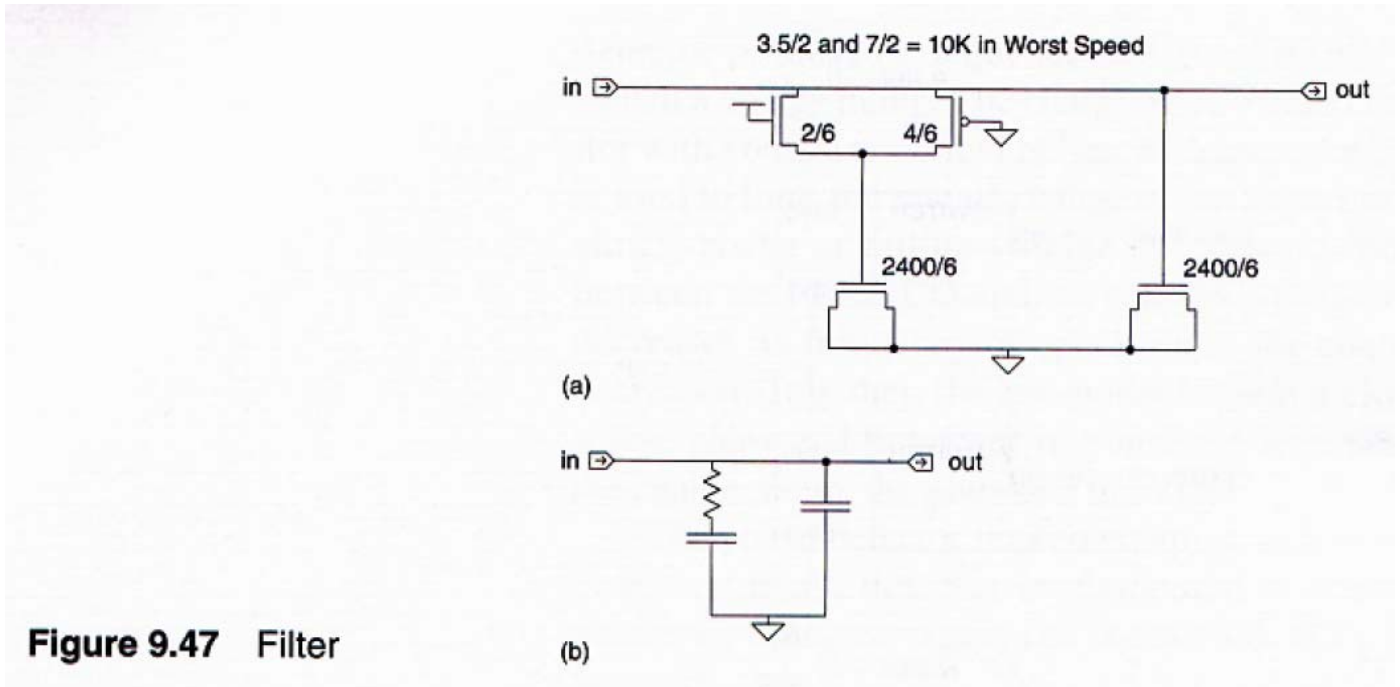 3.5/2 and 7/2 = 10K in Worst Speed
in
out
2/6
4/6
2400/6
2400/6
(a)
in
out
(b)
Figure 9.47 Filter